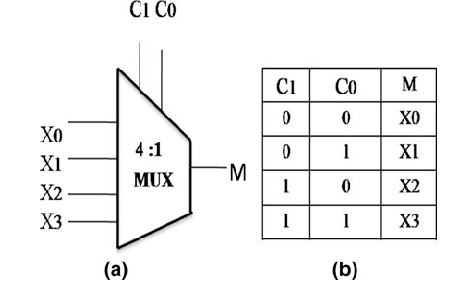 C1 C0
X0
X1
X2
X3
4 :1
MUX
M
C1 C0 M
0 0 X0
0 1 X1
1 0 X2
1 1 X3
(a) (b)